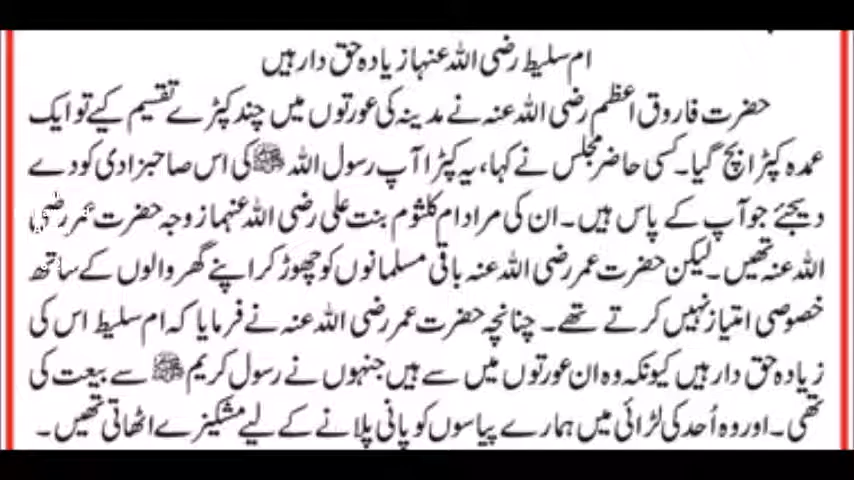 ام سلیط رضی اللہ عنہا زیادہ حق دار ہیں
حضرت فاروق اعظم رضی اللہ عنہ نے مدینہ کی عورتوں میں چند کپڑے تقسیم کیے تو ایک
عمدہ کپڑا بچ گیا۔ کسی حاضر مجلس نے کہا، یہ کپڑا آپ رسول اللہ ﷺ کی اس صاحبزادی کو دے
دیجئے جو آپ کے پاس ہیں۔ ان کی مراد ام کلثوم بنت علی رضی اللہ عنہما زوجہ حضرت عمر رضی
اللہ عنہ تھیں۔ لیکن حضرت عمر رضی اللہ عنہ باقی مسلمانوں کو چھوڑ کر اپنے گھر والوں کے ساتھ
خصوصی امتیاز نہیں کرتے تھے۔ چنانچہ حضرت عمر رضی اللہ عنہ نے فرمایا کہ ام سلیط اس کی
زیادہ حق دار ہیں کیونکہ وہ ان عورتوں میں سے ہیں جنہوں نے رسول کریم ﷺ سے بیعت کی
تھی۔ اور وہ اُحد کی لڑائی میں ہمارے پیاسوں کو پانی پلانے کے لیے مشکیزے اٹھاتی تھیں۔